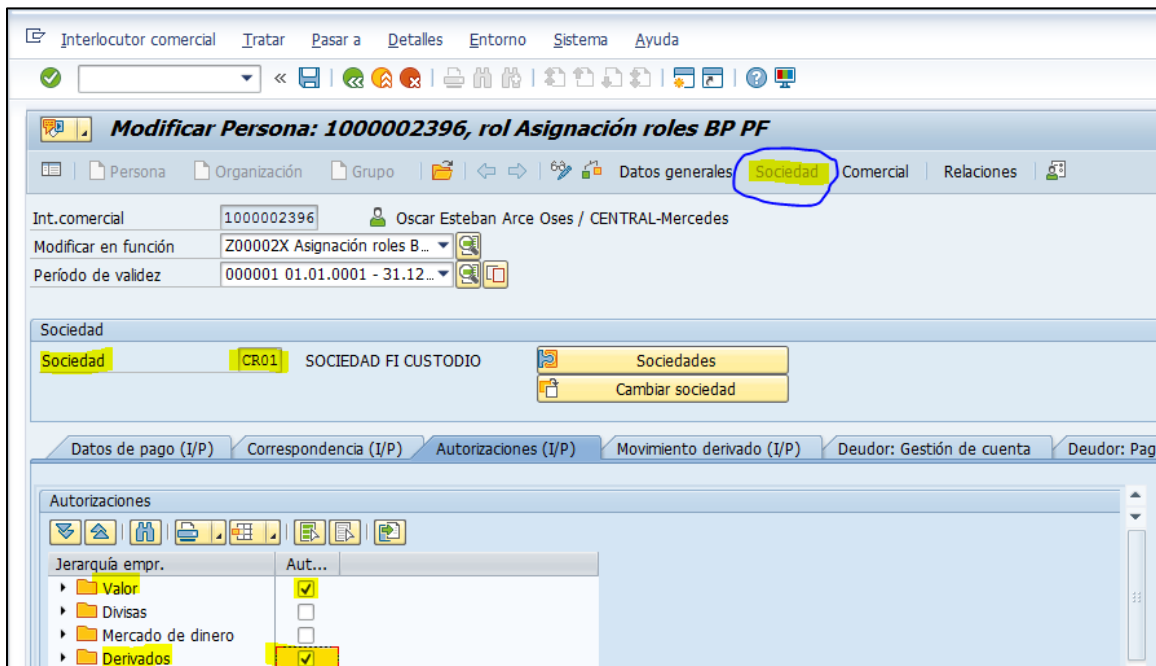 Interlocutor comercial Tratar Pasar a Detalles Entorno Sistema Ayuda
Modificar Persona: 1000002396, rol Asignación roles BP PF
Persona Organización Grupo Datos generales Sociedad Comercial Relaciones
Int.comercial 1000002396 Oscar Esteban Arce Oses / CENTRAL-Mercedes
Modificar en función Z00002X Asignación roles B...
Período de validez 000001 01.01.0001 - 31.12...
Sociedad
Sociedad CR01 SOCIEDAD FI CUSTODIO Sociedades
Cambiar sociedad
Datos de pago (I/P) Correspondencia (I/P) Autorizaciones (I/P) Movimiento derivado (I/P) Deudor: Gestión de cuenta Deudor: Pag
Autorizaciones
Jerarquía empr. Aut...
Valor
Divisas
Mercado de dinero
Derivados